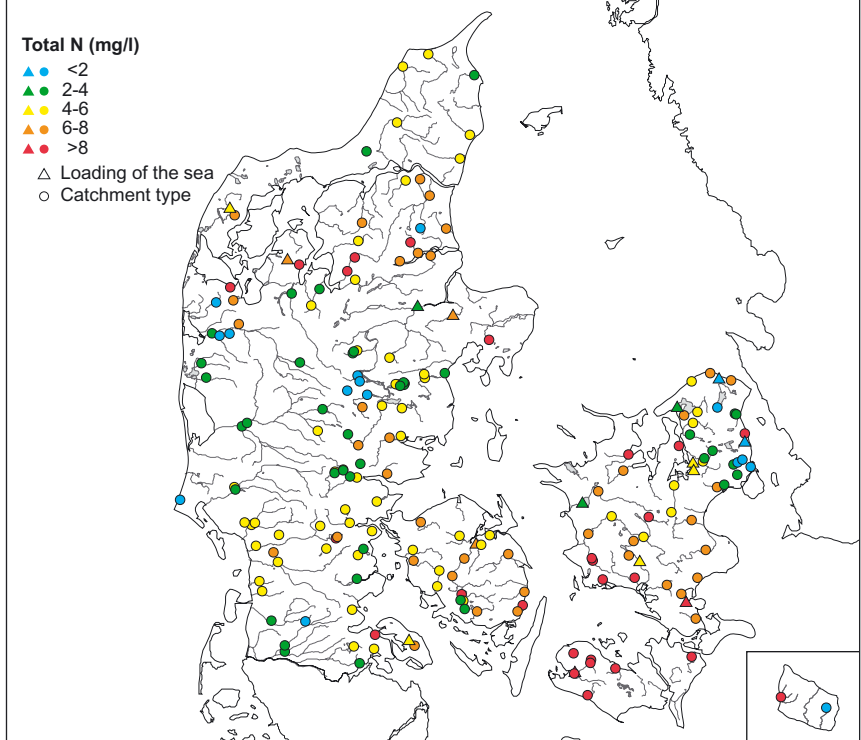 Total N (mg/l)
<2
2-4
4-6
6-8
>8
Loading of the sea
Catchment type